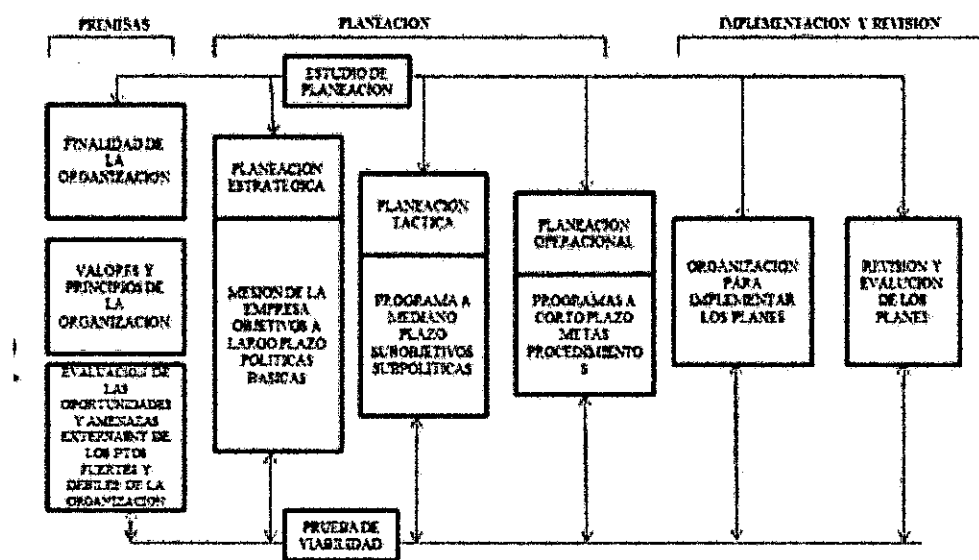 PREMISAS
PLANEACION
IMPLEMENTACION Y REVISION
ESTUDIO DE
PLANEACION
FINALIDAD DE
LA
ORGANIZACION
VALORES Y
PRINCIPIOS DE
LA
ORGANIZACION
EVALUACION DE
LAS
OPORTUNIDADES
Y AMENAZAS
DE
LOS PTOS
FUERTES Y
DEBILES DE LA
ORGANIZACION
PLANEACION
ESTRATEGICA
MISION DE LA
EMPRESA
OBJETIVOS A
LARGO PLAZO
POLITICAS
BASICAS
PLANEACION
TACTICA
PROGRAMA A
MEDIANO
PLAZO
SUBOBJETIVOS
SUBPOLITICAS
PLANEACION
OPERACIONAL
PROGRAMAS A
CORTO PLAZO
METAS
PROCEDIMIENTO
S
ORGANIZACION
PARA
IMPLEMENTAR
LOS PLANES
REVISION Y
EVALUCION
DE LOS
PLANES
PRUEBA DE
VIABILIDAD